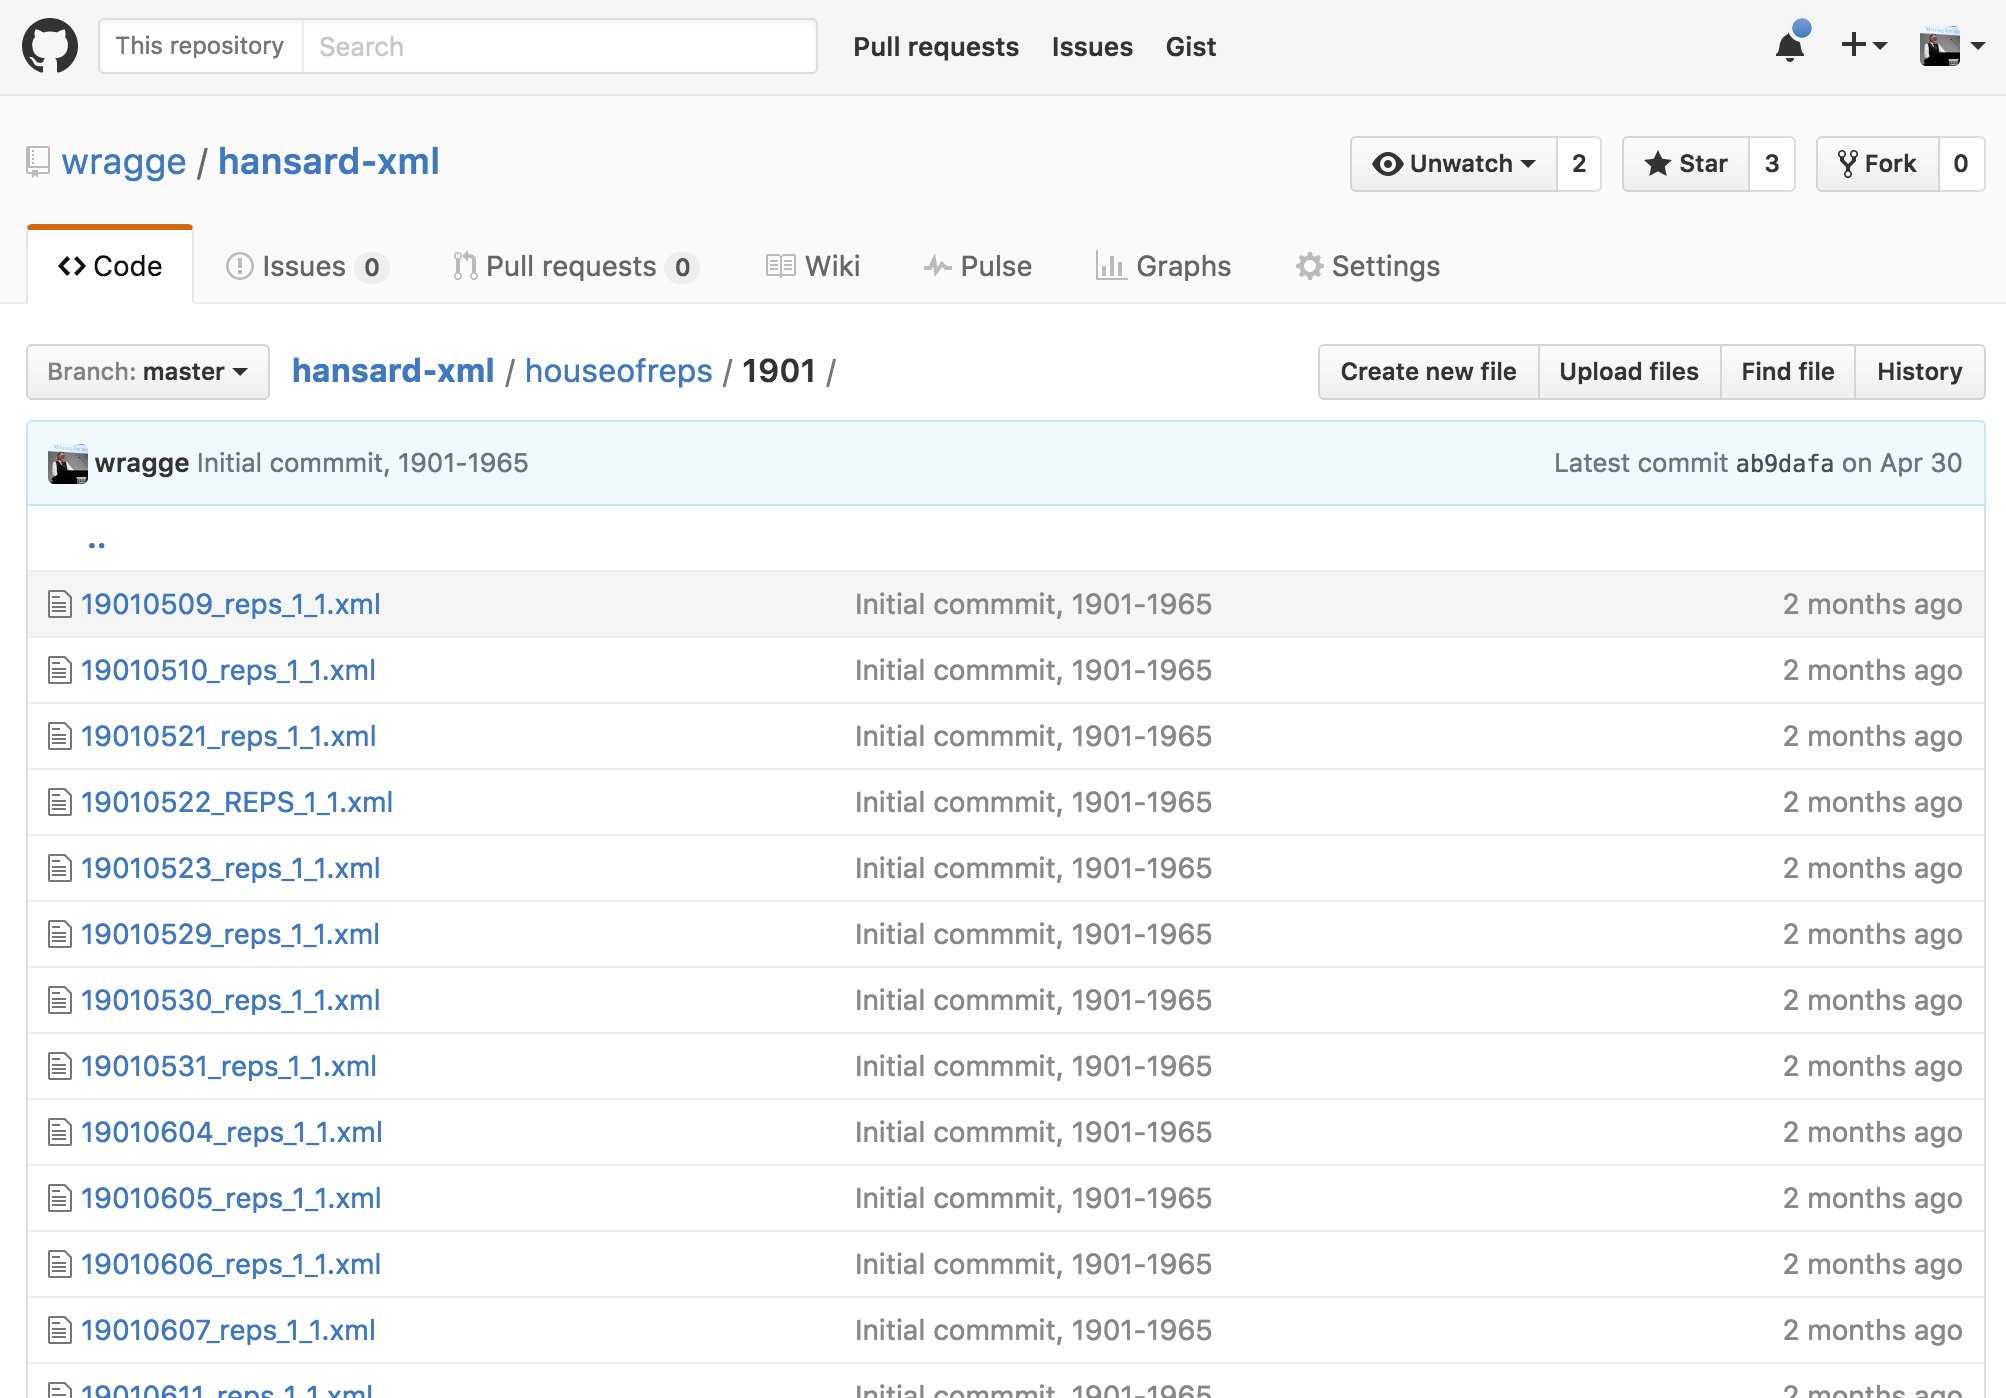 This repository Search Pull requests Issues Gist
wragge / hansard-xml Unwatch 2 Star 3 Fork 0
Code Issues 0 Pull requests 0 Wiki Pulse Graphs Settings
Branch: master hansard-xml / houseofreps / 1901 / Create new file Upload files Find file History
wragge Initial commmit, 1901-1965 Latest commit ab9dafa on Apr 30
..
19010509_reps_1_1.xml Initial commmit, 1901-1965 2 months ago
19010510_reps_1_1.xml Initial commmit, 1901-1965 2 months ago
19010521_reps_1_1.xml Initial commmit, 1901-1965 2 months ago
19010522_REPS_1_1.xml Initial commmit, 1901-1965 2 months ago
19010523_reps_1_1.xml Initial commmit, 1901-1965 2 months ago
19010529_reps_1_1.xml Initial commmit, 1901-1965 2 months ago
19010530_reps_1_1.xml Initial commmit, 1901-1965 2 months ago
19010531_reps_1_1.xml Initial commmit, 1901-1965 2 months ago
19010604_reps_1_1.xml Initial commmit, 1901-1965 2 months ago
19010605_reps_1_1.xml Initial commmit, 1901-1965 2 months ago
19010606_reps_1_1.xml Initial commmit, 1901-1965 2 months ago
19010607_reps_1_1.xml Initial commmit, 1901-1965 2 months ago
19010611_reps_1_1.xml Initial commmit, 1901-1965 2 months ago